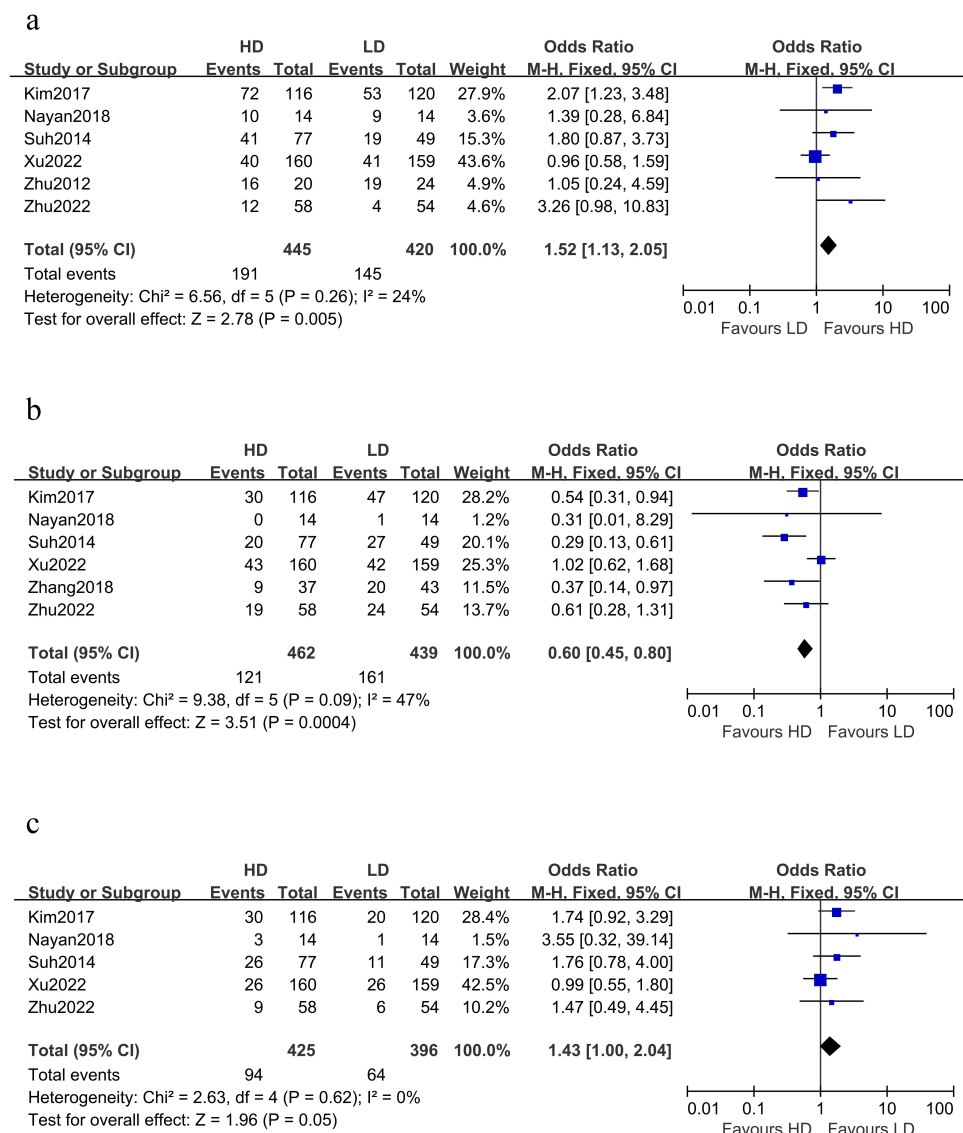 a
HD LD Odds Ratio Odds Ratio
Study or Subgroup Events Total Events Total Weight M-H, Fixed, 95% CI M-H, Fixed, 95% CI
Kim2017 72 116 53 120 27.9% 2.07 [1.23, 3.48]
Nayan2018 10 14 9 14 3.6% 1.39 [0.28, 6.84]
Suh2014 41 77 19 49 15.3% 1.80 [0.87, 3.73]
Xu2022 40 160 41 159 43.6% 0.96 [0.58, 1.59]
Zhu2012 16 20 19 24 4.9% 1.05 [0.24, 4.59]
Zhu2022 12 58 4 54 4.6% 3.26 [0.98, 10.83]
Total (95% CI) 445 420 100.0% 1.52 [1.13, 2.05]
Total events 191 145
Heterogeneity: Chi² = 6.56, df = 5 (P = 0.26); I² = 24%
Test for overall effect: Z = 2.78 (P = 0.005)
0.01 0.1 1 10 100
Favours LD Favours HD
b
HD LD Odds Ratio Odds Ratio
Study or Subgroup Events Total Events Total Weight M-H, Fixed, 95% CI M-H, Fixed, 95% CI
Kim2017 30 116 47 120 28.2% 0.54 [0.31, 0.94]
Nayan2018 0 14 1 14 1.2% 0.31 [0.01, 8.29]
Suh2014 20 77 27 49 20.1% 0.29 [0.13, 0.61]
Xu2022 43 160 42 159 25.3% 1.02 [0.62, 1.68]
Zhang2018 9 37 20 43 11.5% 0.37 [0.14, 0.97]
Zhu2022 19 58 24 54 13.7% 0.61 [0.28, 1.31]
Total (95% CI) 462 439 100.0% 0.60 [0.45, 0.80]
Total events 121 161
Heterogeneity: Chi² = 9.38, df = 5 (P = 0.09); I² = 47%
Test for overall effect: Z = 3.51 (P = 0.0004)
0.01 0.1 1 10 100
Favours HD Favours LD
c
HD LD Odds Ratio Odds Ratio
Study or Subgroup Events Total Events Total Weight M-H, Fixed, 95% CI M-H, Fixed, 95% CI
Kim2017 30 116 20 120 28.4% 1.74 [0.92, 3.29]
Nayan2018 3 14 1 14 1.5% 3.55 [0.32, 39.14]
Suh2014 26 77 11 49 17.3% 1.76 [0.78, 4.00]
Xu2022 26 160 26 159 42.5% 0.99 [0.55, 1.80]
Zhu2022 9 58 6 54 10.2% 1.47 [0.49, 4.45]
Total (95% CI) 425 396 100.0% 1.43 [1.00, 2.04]
Total events 94 64
Heterogeneity: Chi² = 2.63, df = 4 (P = 0.62); I² = 0%
Test for overall effect: Z = 1.96 (P = 0.05)
0.01 0.1 1 10 100
Favours HD Favours LD